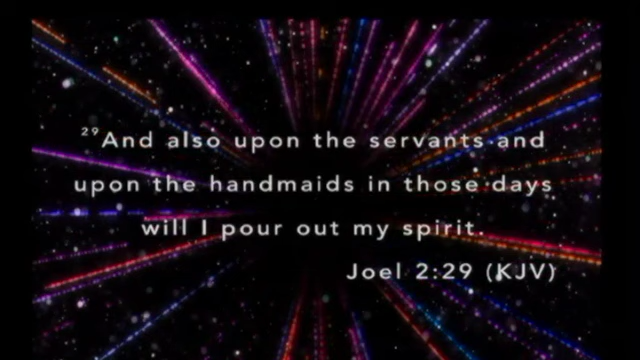 29And also upon the servants and
upon the handmaids in those days
will I pour out my spirit.
Joel 2:29 (KJV)